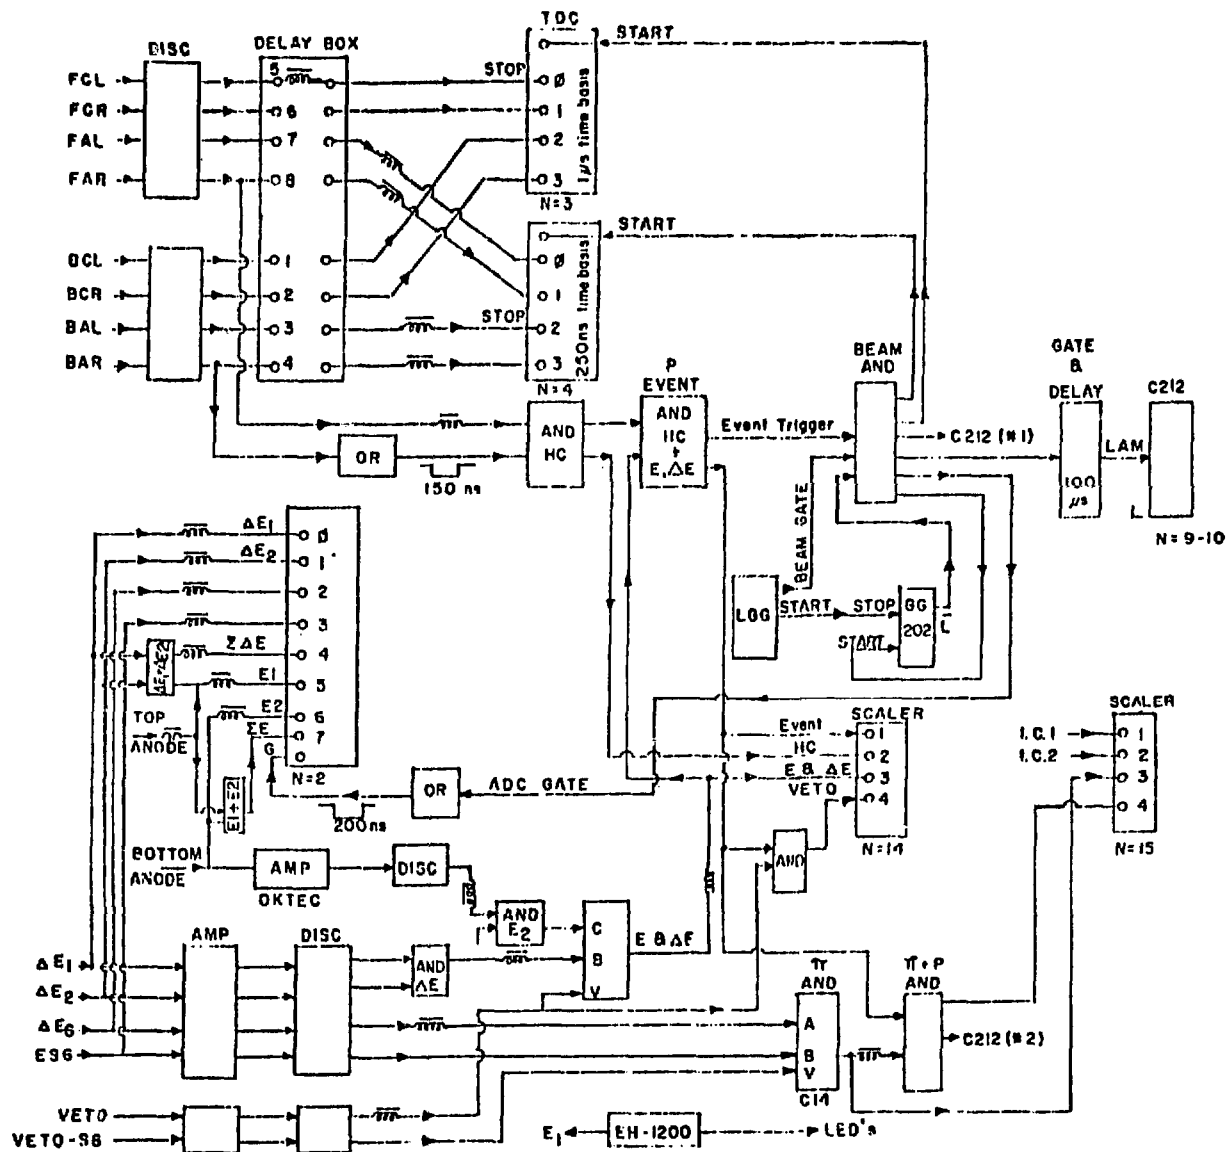 TDC
DISC
DELAY BOX
START
FCL
5
STOP
Ø
FCR
6
1
FAL
7
2
FAR
8
3
1µs time basis
N=3
START
BCL
1
Ø
BCR
2
1
BAL
3
STOP
2
BAR
4
3
250ns time basis
N=4
P
EVENT
BEAM
AND
GATE
&
DELAY
C212
AND
HC
AND
HC
+
E, ΔE
Event Trigger
C212 (#1)
LAM
OR
150 ns
100
µs
L
N= 9-10
BEAM GATE
ΔE1
Ø
ΔE2
1
2
3
ΣΔE
4
E1
5
E2
6
ΣE
7
G
N=2
ΔE1+ΔE2
TOP
ANODE
E1+E2
LGG
START
STOP
GG
202
L
START
SCALER
Event
1
HC
2
E & ΔE
3
VETO
4
N=14
SCALER
I.C.1
1
I.C.2
2
3
4
N=15
OR
ADC GATE
200ns
BOTTOM
ANODE
AMP
DISC
AND
AND
E2
C
B
V
E & ΔE
AMP
DISC
AND
ΔE
ΔE1
ΔE2
ΔE6
ES6
π
AND
A
B
V
C14
π+P
AND
C212 (#2)
VETO
VETO-S6
E1
EH-1200
LED's